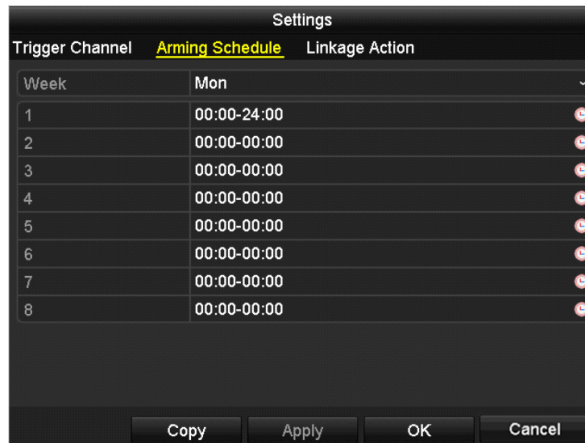 Settings
Trigger Channel Arming Schedule Linkage Action
Week Mon
1 00:00-24:00
2 00:00-00:00
3 00:00-00:00
4 00:00-00:00
5 00:00-00:00
6 00:00-00:00
7 00:00-00:00
8 00:00-00:00
Copy Apply OK Cancel